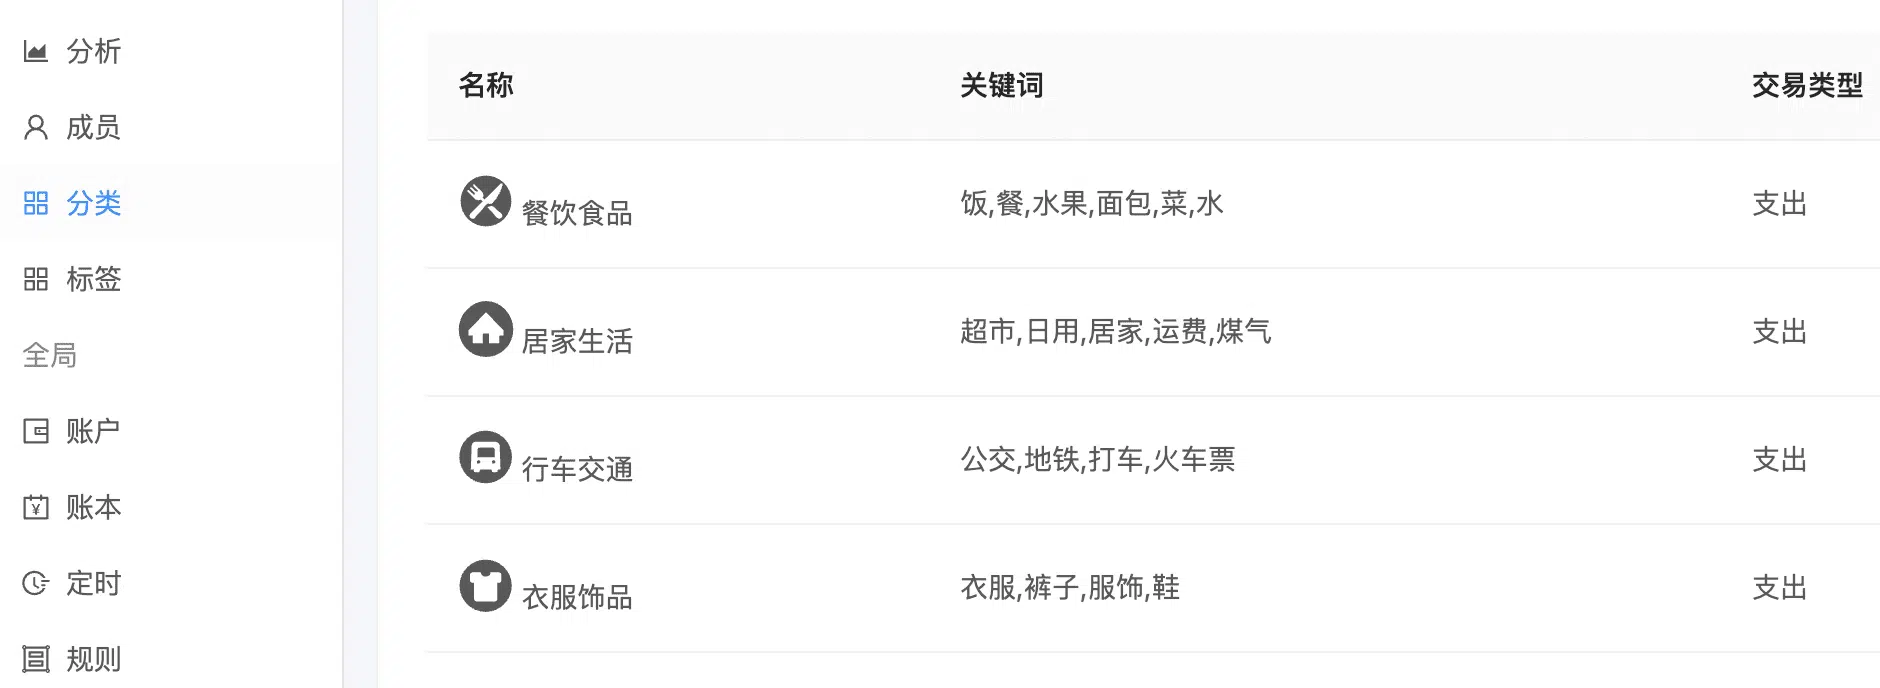 分析
成员
分类
标签
全局
账户
账本
定时
规则
名称 关键词 交易类型
餐饮食品 饭,餐,水果,面包,菜,水 支出
居家生活 超市,日用,居家,运费,煤气 支出
行车交通 公交,地铁,打车,火车票 支出
衣服饰品 衣服,裤子,服饰,鞋 支出